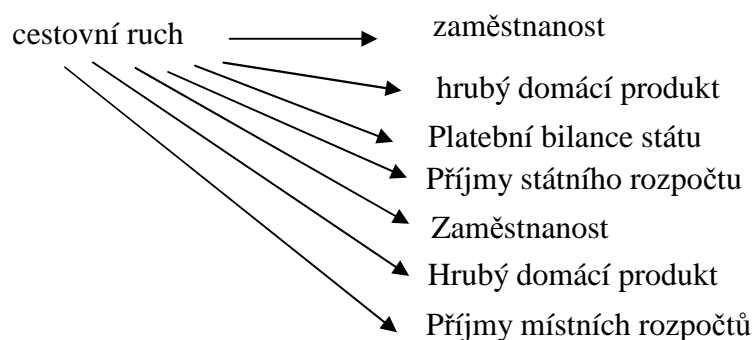 cestovní ruch
zaměstnanost
hrubý domácí produkt
Platební bilance státu
Příjmy státního rozpočtu
Zaměstnanost
Hrubý domácí produkt
Příjmy místních rozpočtů